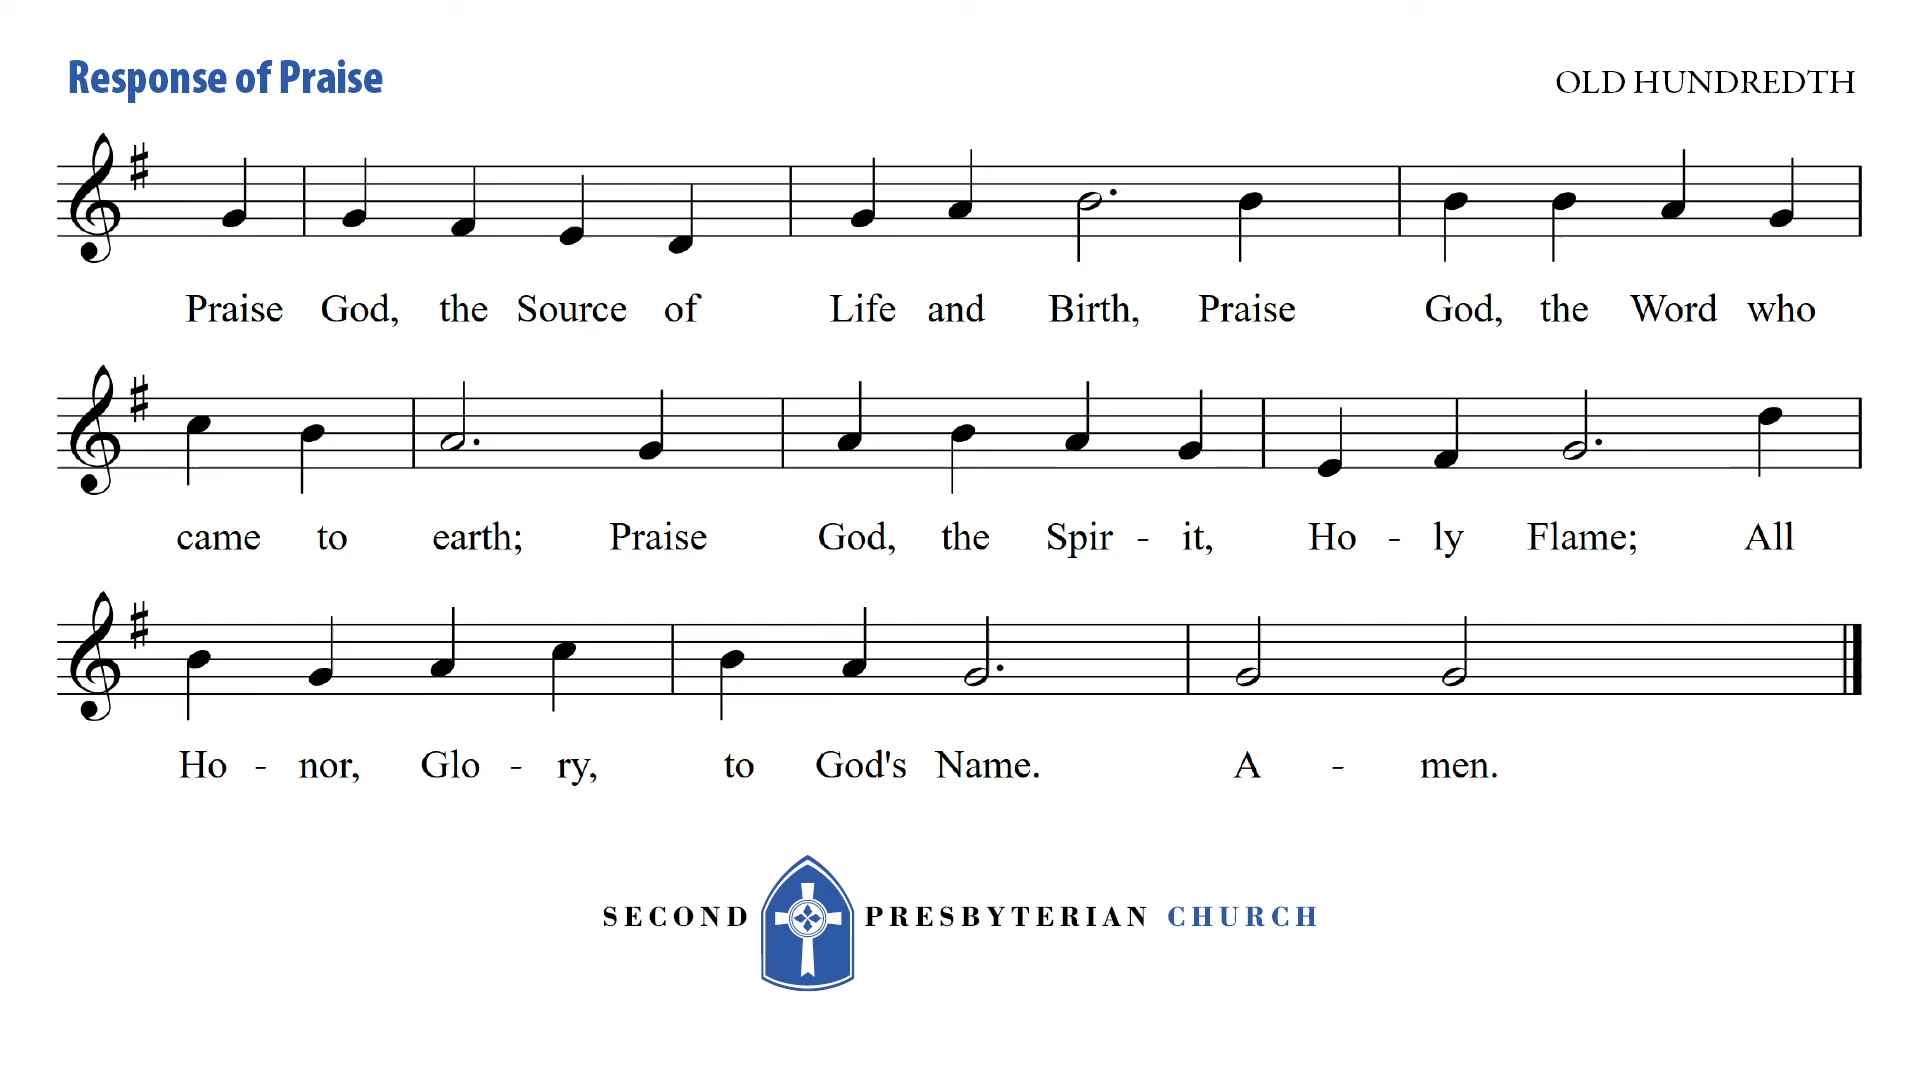 Response of Praise
OLD HUNDREDTH
Praise God, the Source of Life and Birth, Praise God, the Word who
came to earth; Praise God, the Spir - it, Ho - ly Flame; All
Ho - nor, Glo - ry, to God's Name. A - men.
SECOND PRESBYTERIAN CHURCH